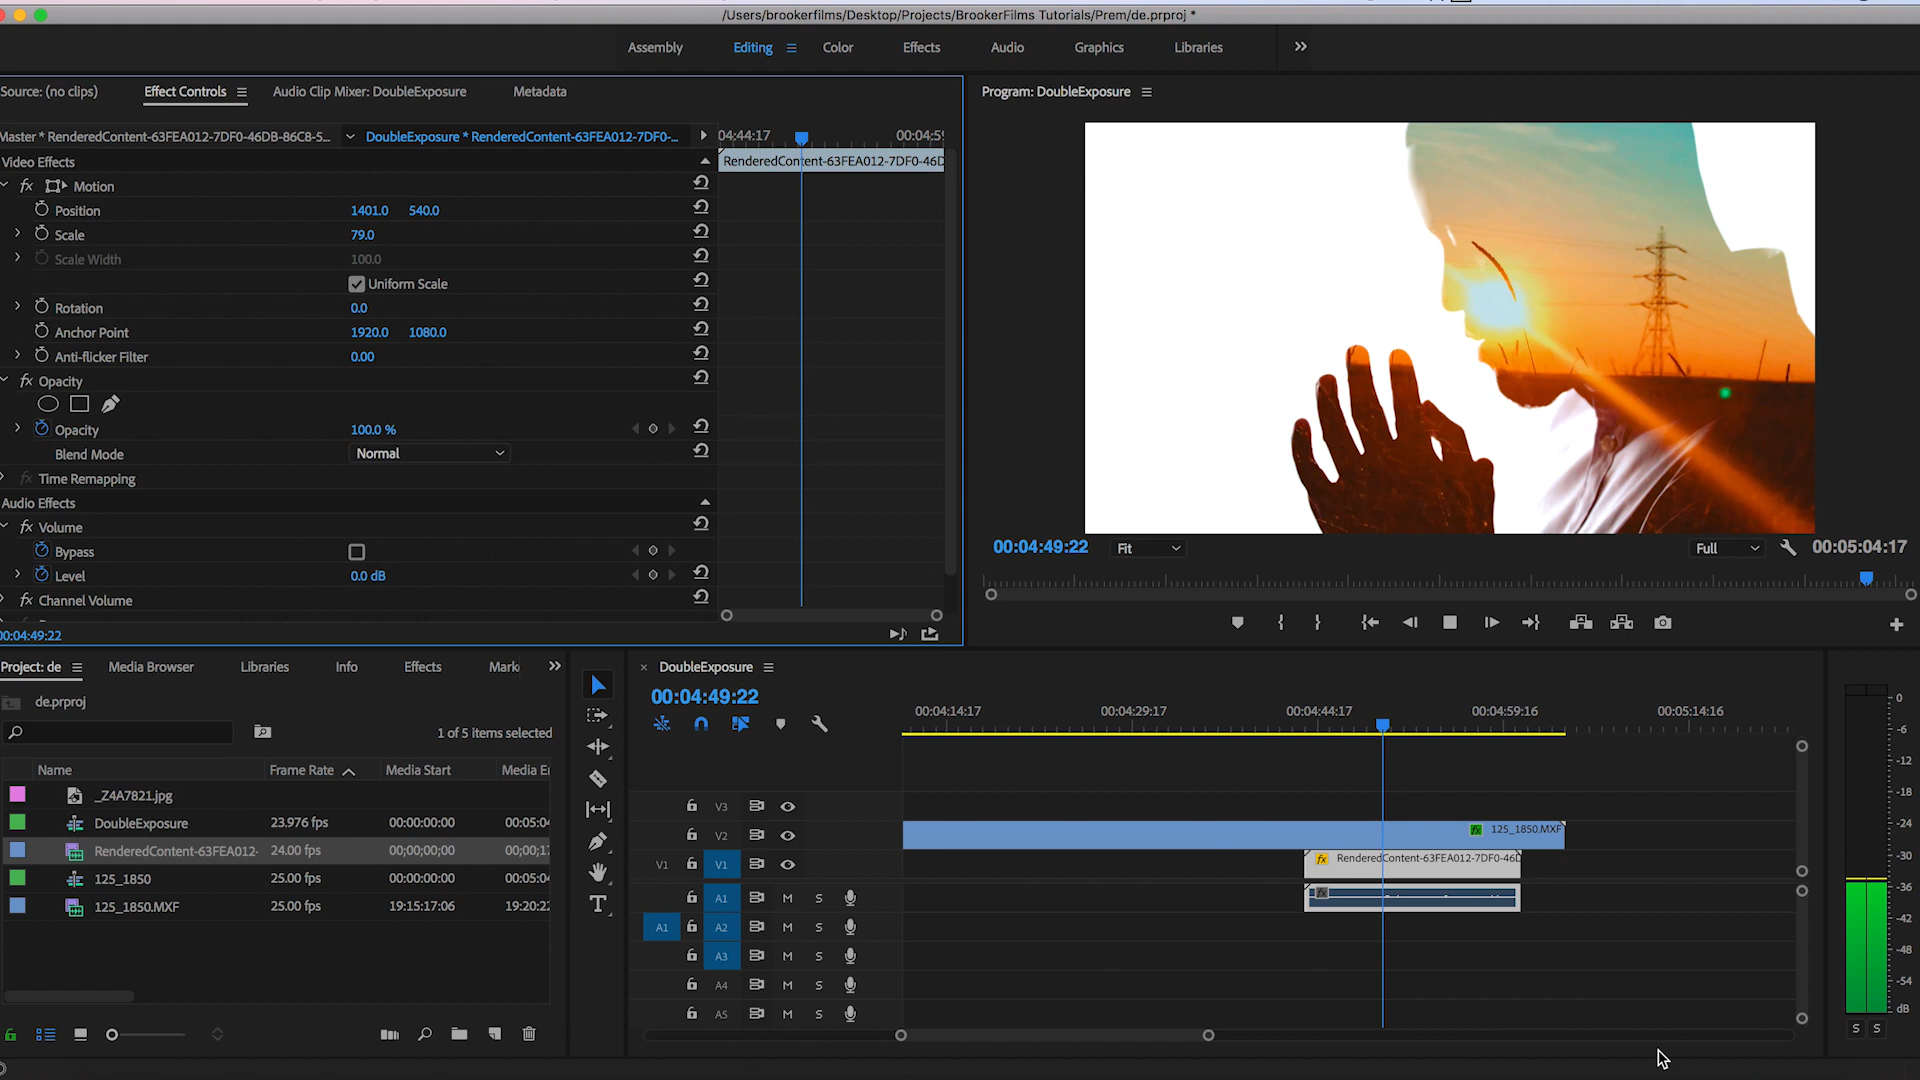 /Users/brookerfilms/Desktop/Projects/BrookerFilms Tutorials/Prem/de.prproj *
Assembly Editing Color Effects Audio Graphics Libraries
Source: (no clips) Effect Controls Audio Clip Mixer: DoubleExposure Metadata
Program: DoubleExposure
Master * RenderedContent-63FEA012-7DF0-46DB-86C8-5... DoubleExposure * RenderedContent-63FEA012-7DF0-...
04:44:17 00:04:59
Video Effects
RenderedContent-63FEA012-7DF0-46D
fx Motion
Position 1401.0 540.0
Scale 79.0
Scale Width 100.0
Uniform Scale
Rotation 0.0
Anchor Point 1920.0 1080.0
Anti-flicker Filter 0.00
fx Opacity
Opacity 100.0 %
Blend Mode Normal
fx Time Remapping
Audio Effects
fx Volume
Bypass
Level 0.0 dB
fx Channel Volume
00:04:49:22
00:04:49:22 Fit Full 00:05:04:17
Project: de Media Browser Libraries Info Effects Mark
de.prproj
1 of 5 items selected
Name Frame Rate Media Start Media E
_Z4A7821.jpg
DoubleExposure 23.976 fps 00:00:00:00 00:05:04
RenderedContent-63FEA012- 24.00 fps 00;00;00;00 00;00;1
125_1850 25.00 fps 00:00:00:00 00:05:04
125_1850.MXF 25.00 fps 19:15:17:06 19:20:22
T
DoubleExposure
00:04:49:22
00:04:14:17 00:04:29:17 00:04:44:17 00:04:59:16 00:05:14:16
V3
V2 fx 125_1850.MXF
V1 V1 fx RenderedContent-63FEA012-7DF0-46D
A1 M S fx
A1 A2 M S
A3 M S
A4 M S
A5 M S
0
-6
-12
-18
-24
-30
-36
-42
-48
-54
dB
S S